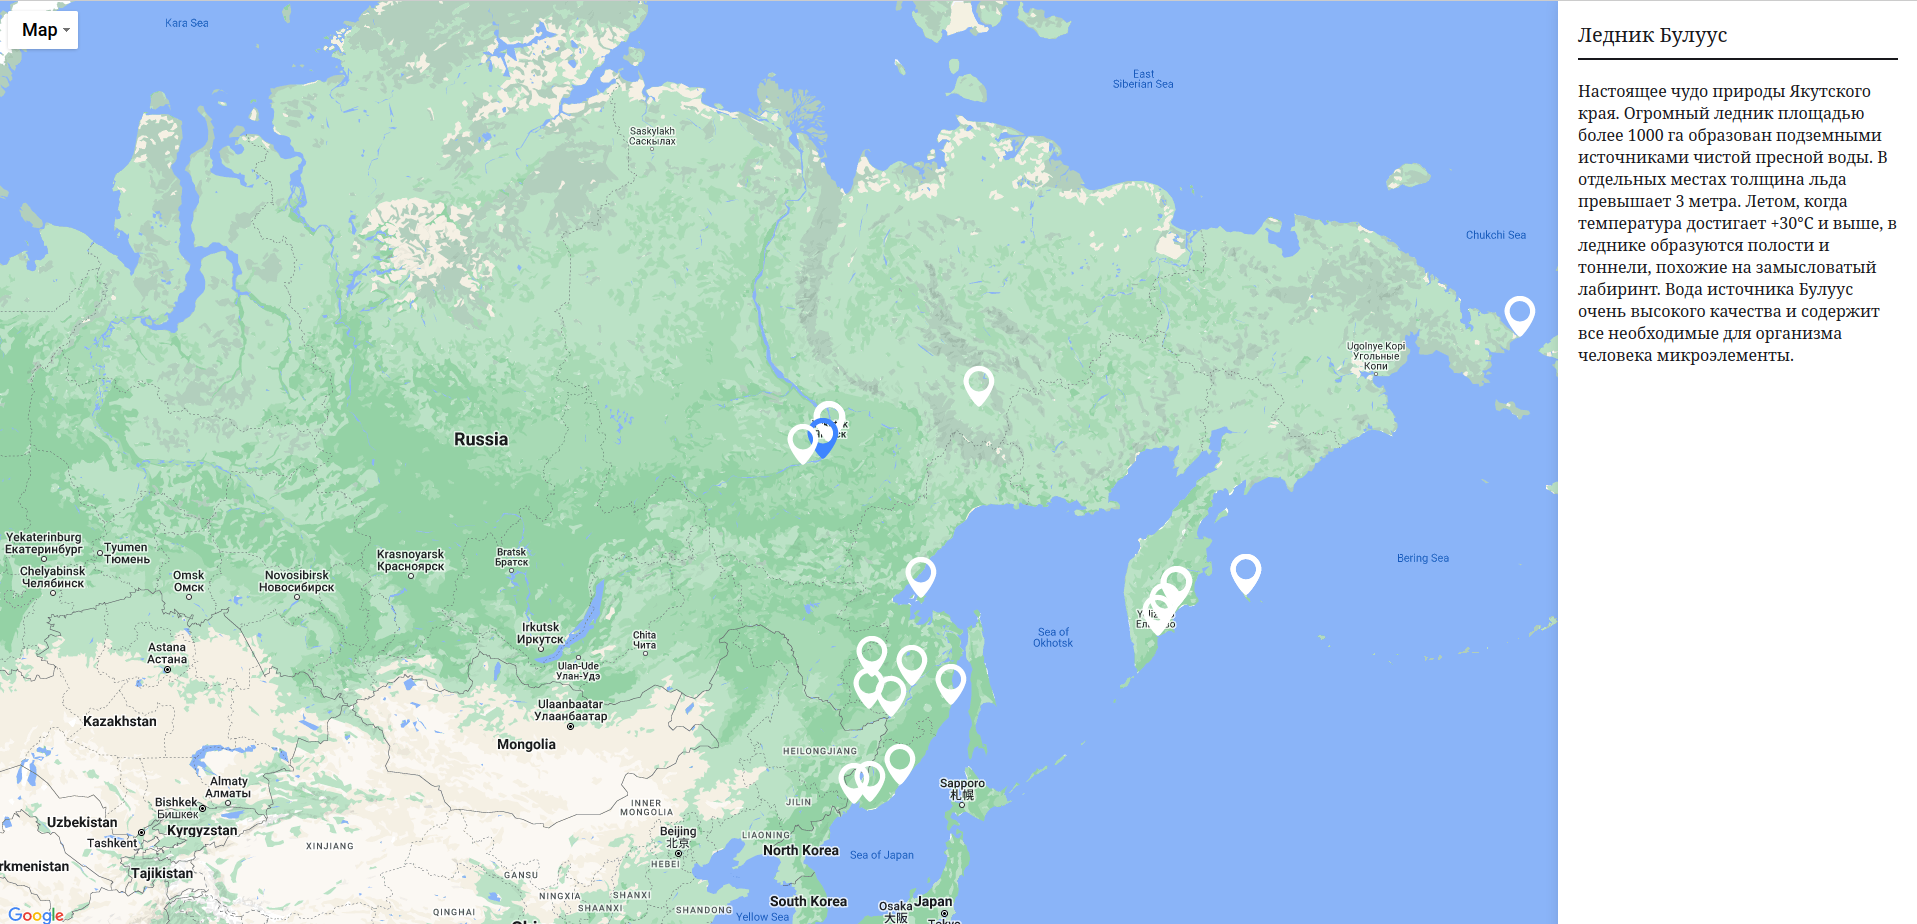 Map
Kara Sea
East
Siberian Sea
Saskylakh
Саскылах
Chukchi Sea
Ugolnye Kopi
Угольные
Копи
Russia
Yekaterinburg
Екатеринбург
Tyumen
Тюмень
Chelyabinsk
Челябинск
Omsk
Омск
Novosibirsk
Новосибирск
Krasnoyarsk
Красноярск
Bratsk
Братск
Bering Sea
Irkutsk
Иркутск
Chita
Чита
Ulan-Ude
Улан-Удэ
Sea of
Okhotsk
Astana
Астана
Kazakhstan
Ulaanbaatar
Улаанбаатар
Mongolia
HEILONGJIANG
Almaty
Алматы
Bishkek
Бишкек
Uzbekistan
Kyrgyzstan
Tashkent
rkmenistan
Tajikistan
XINJIANG
INNER
MONGOLIA
JILIN
Sapporo
札幌
Beijing
北京
HEBEI
LIAONING
North Korea
Sea of Japan
GANSU
NINGXIA
SHANXI
SHAANXI
SHANDONG
QINGHAI
Yellow Sea
South Korea
Osaka
大阪
Japan
Google
Ледник Булуус
Настоящее чудо природы Якутского
края. Огромный ледник площадью
более 1000 га образован подземными
источниками чистой пресной воды. В
отдельных местах толщина льда
превышает 3 метра. Летом, когда
температура достигает +30°C и выше, в
леднике образуются полости и
тоннели, похожие на замысловатый
лабиринт. Вода источника Булуус
очень высокого качества и содержит
все необходимые для организма
человека микроэлементы.